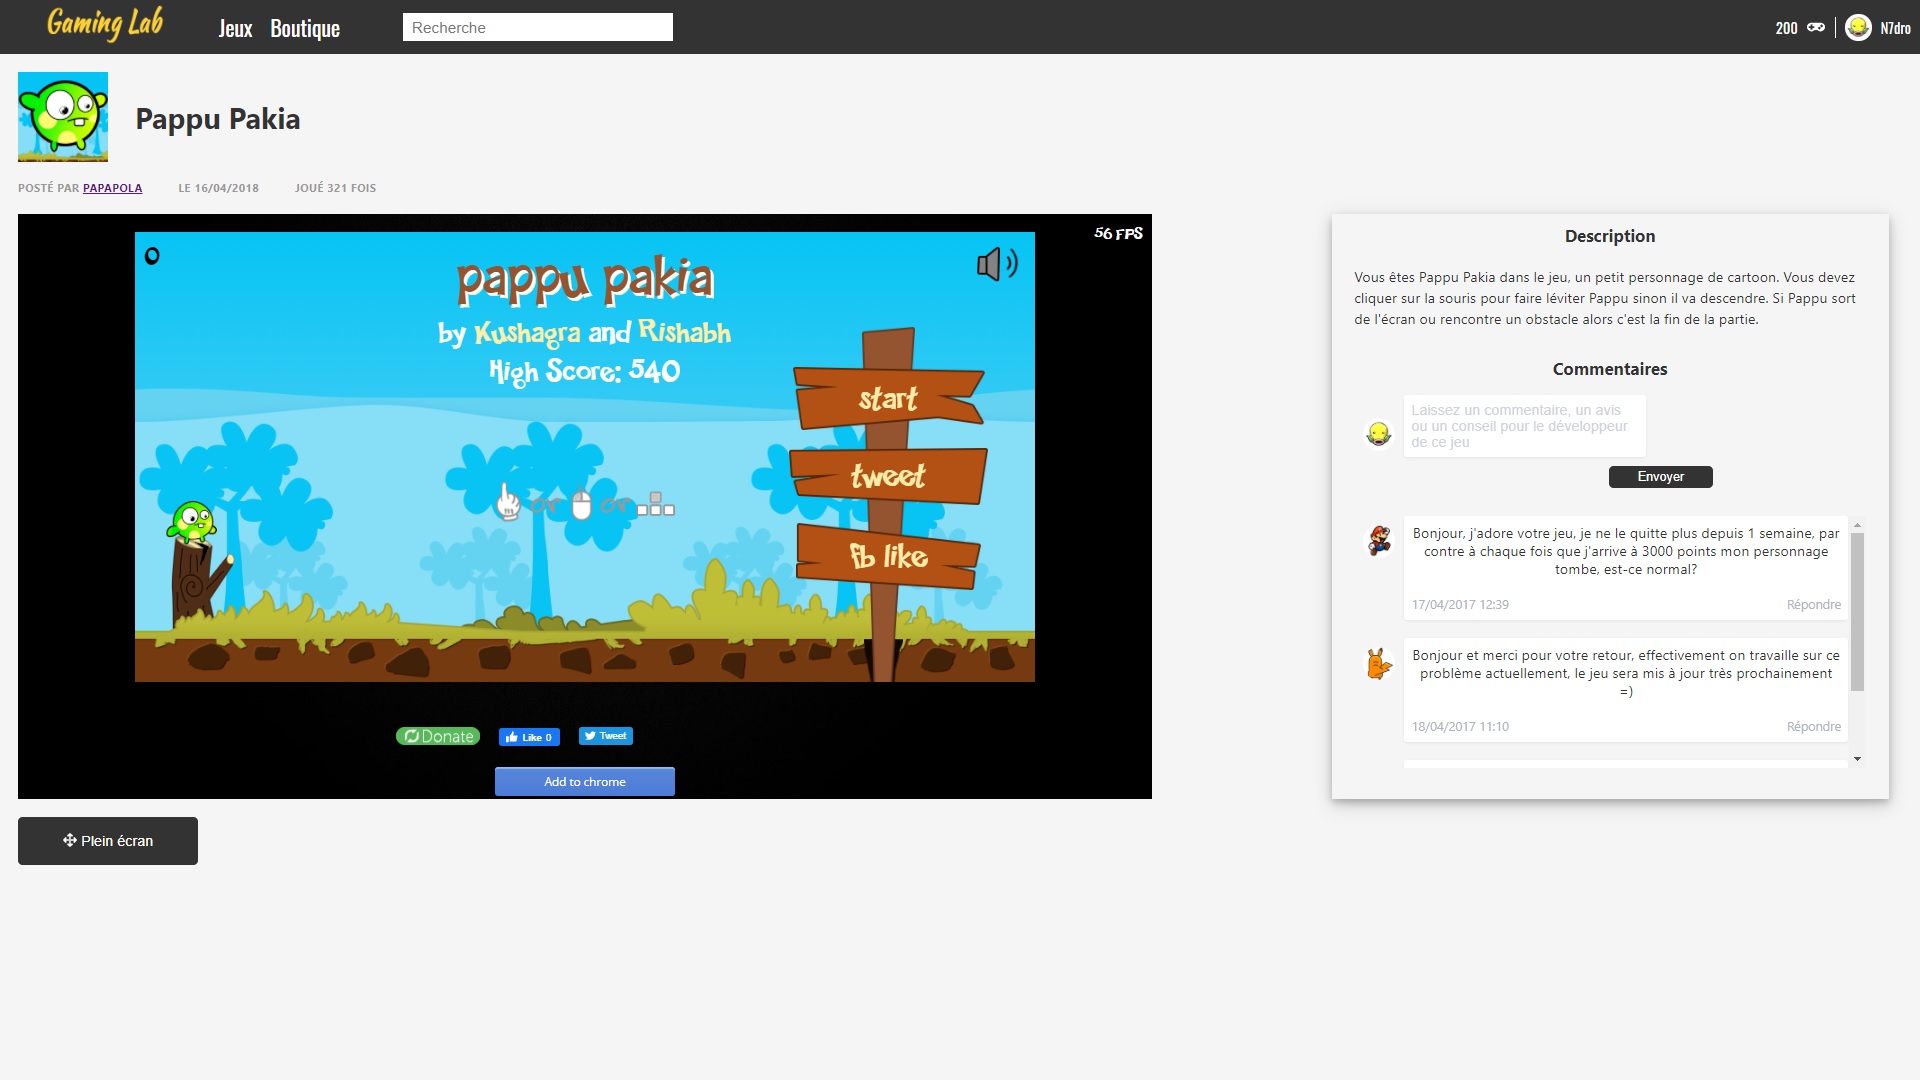 Gaming Lab
Jeux
Boutique
Recherche
200
N7dro
Pappu Pakia
POSTÉ PAR PAPAPOLA
LE 16/04/2018
JOUÉ 321 FOIS
56 FPS
0
pappu pakia
by Kushagra and Rishabh
High Score: 540
start
tweet
fb like
or or
Donate
Like 0
Tweet
Add to chrome
Plein écran
Description
Vous êtes Pappu Pakia dans le jeu, un petit personnage de cartoon. Vous devez
cliquer sur la souris pour faire léviter Pappu sinon il va descendre. Si Pappu sort
de l'écran ou rencontre un obstacle alors c'est la fin de la partie.
Commentaires
Laissez un commentaire, un avis
ou un conseil pour le développeur
de ce jeu
Envoyer
Bonjour, j'adore votre jeu, je ne le quitte plus depuis 1 semaine, par
contre à chaque fois que j'arrive à 3000 points mon personnage
tombe, est-ce normal?
17/04/2017 12:39
Répondre
Bonjour et merci pour votre retour, effectivement on travaille sur ce
problème actuellement, le jeu sera mis à jour très prochainement
=)
18/04/2017 11:10
Répondre